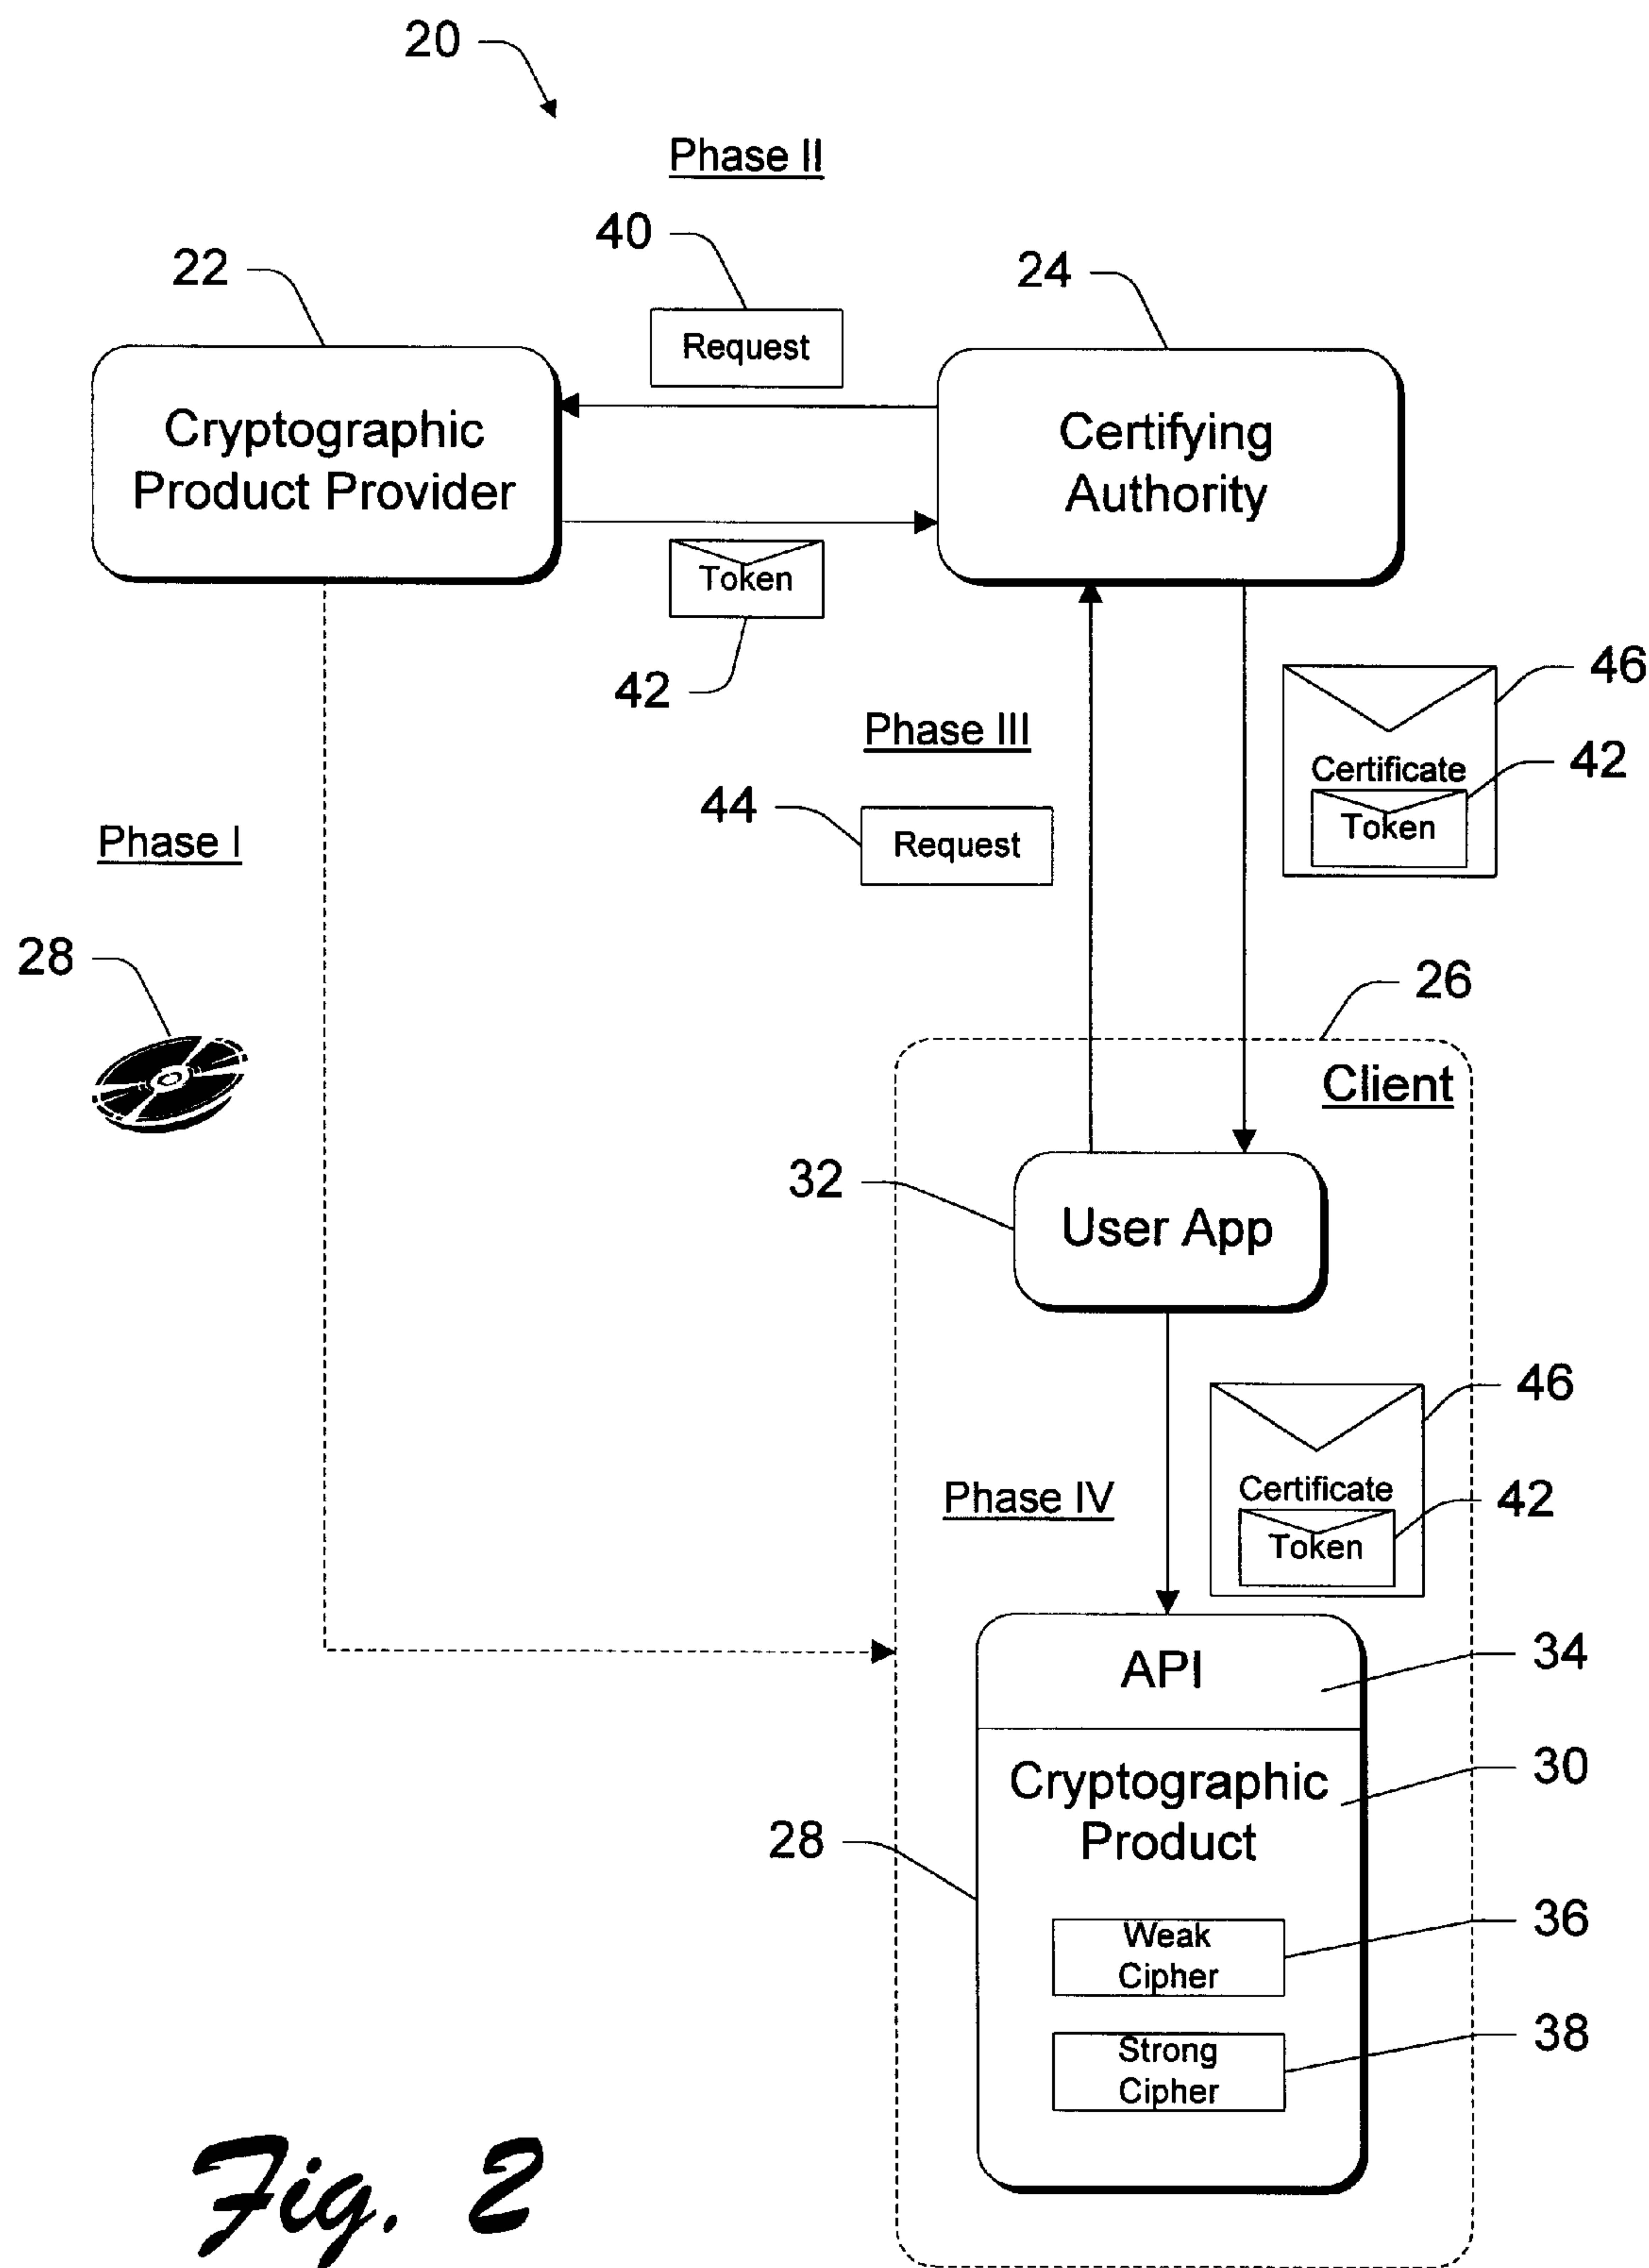 20
Phase II
40
22
24
Request
Cryptographic
Product Provider
Certifying
Authority
Token
42
46
Phase III
Certificate
42
Token
44
Request
Phase I
28
26
Client
32
User App
46
Phase IV
Certificate
42
Token
API
34
Cryptographic
Product
30
28
Weak
Cipher
36
Strong
Cipher
38
Fig. 2